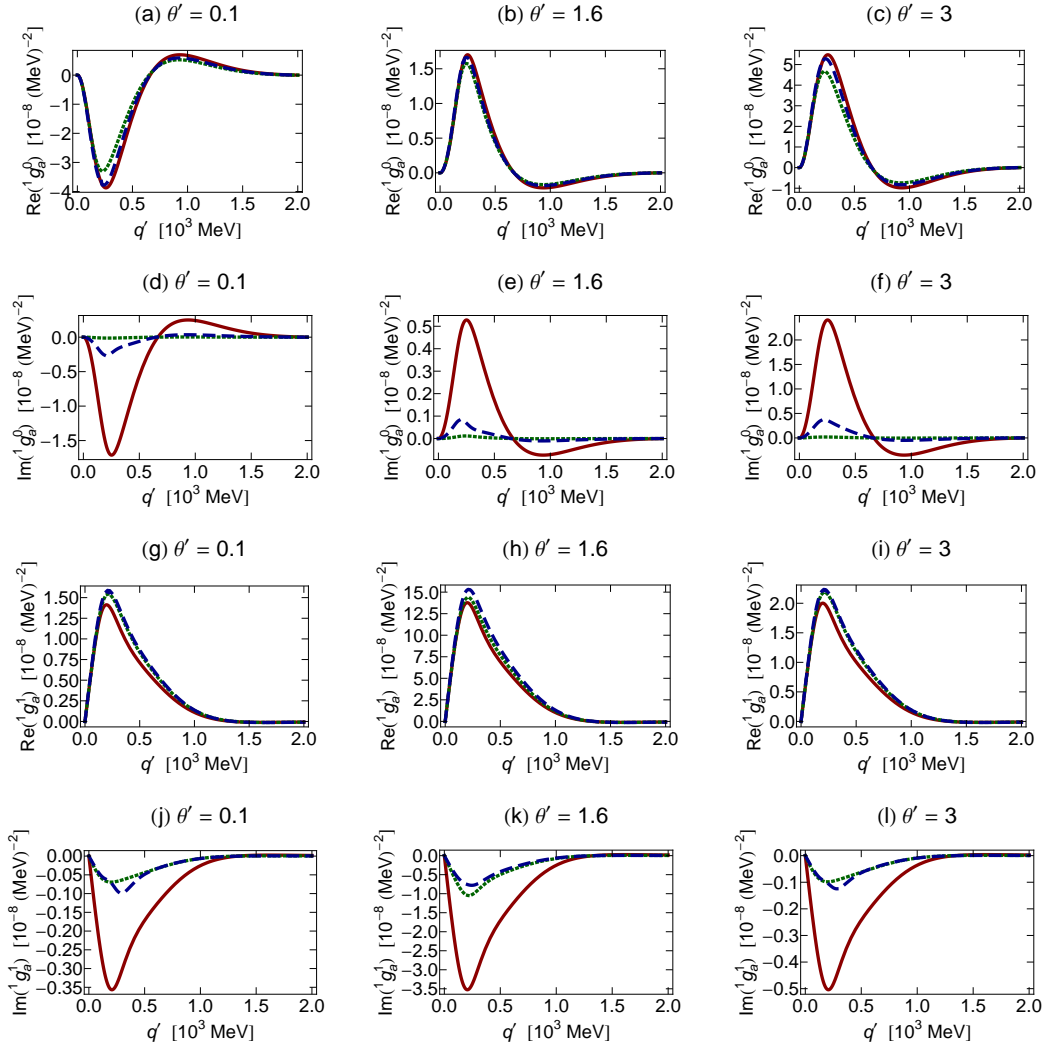 (a) θ′ = 0.1
(b) θ′ = 1.6
(c) θ′ = 3
Re(¹gₐ⁰) [10⁻⁸ (MeV)⁻²]
0
−1
−2
−3
−4
0.0 0.5 1.0 1.5 2.0
q′ [10³ MeV]
Re(¹gₐ⁰) [10⁻⁸ (MeV)⁻²]
1.5
1.0
0.5
0.0
0.0 0.5 1.0 1.5 2.0
q′ [10³ MeV]
Re(¹gₐ⁰) [10⁻⁸ (MeV)⁻²]
5
4
3
2
1
0
−1
0.0 0.5 1.0 1.5 2.0
q′ [10³ MeV]
(d) θ′ = 0.1
(e) θ′ = 1.6
(f) θ′ = 3
Im(¹gₐ⁰) [10⁻⁸ (MeV)⁻²]
0.0
−0.5
−1.0
−1.5
0.0 0.5 1.0 1.5 2.0
q′ [10³ MeV]
Im(¹gₐ⁰) [10⁻⁸ (MeV)⁻²]
0.5
0.4
0.3
0.2
0.1
0.0
0.0 0.5 1.0 1.5 2.0
q′ [10³ MeV]
Im(¹gₐ⁰) [10⁻⁸ (MeV)⁻²]
2.0
1.5
1.0
0.5
0.0
0.0 0.5 1.0 1.5 2.0
q′ [10³ MeV]
(g) θ′ = 0.1
(h) θ′ = 1.6
(i) θ′ = 3
Re(¹gₐ¹) [10⁻⁸ (MeV)⁻²]
1.50
1.25
1.00
0.75
0.50
0.25
0.00
0.0 0.5 1.0 1.5 2.0
q′ [10³ MeV]
Re(¹gₐ¹) [10⁻⁸ (MeV)⁻²]
15.0
12.5
10.0
7.5
5.0
2.5
0.0
0.0 0.5 1.0 1.5 2.0
q′ [10³ MeV]
Re(¹gₐ¹) [10⁻⁸ (MeV)⁻²]
2.0
1.5
1.0
0.5
0.0
0.0 0.5 1.0 1.5 2.0
q′ [10³ MeV]
(j) θ′ = 0.1
(k) θ′ = 1.6
(l) θ′ = 3
Im(¹gₐ¹) [10⁻⁸ (MeV)⁻²]
0.00
−0.05
−0.10
−0.15
−0.20
−0.25
−0.30
−0.35
0.0 0.5 1.0 1.5 2.0
q′ [10³ MeV]
Im(¹gₐ¹) [10⁻⁸ (MeV)⁻²]
0.0
−0.5
−1.0
−1.5
−2.0
−2.5
−3.0
−3.5
0.0 0.5 1.0 1.5 2.0
q′ [10³ MeV]
Im(¹gₐ¹) [10⁻⁸ (MeV)⁻²]
0.0
−0.1
−0.2
−0.3
−0.4
−0.5
0.0 0.5 1.0 1.5 2.0
q′ [10³ MeV]